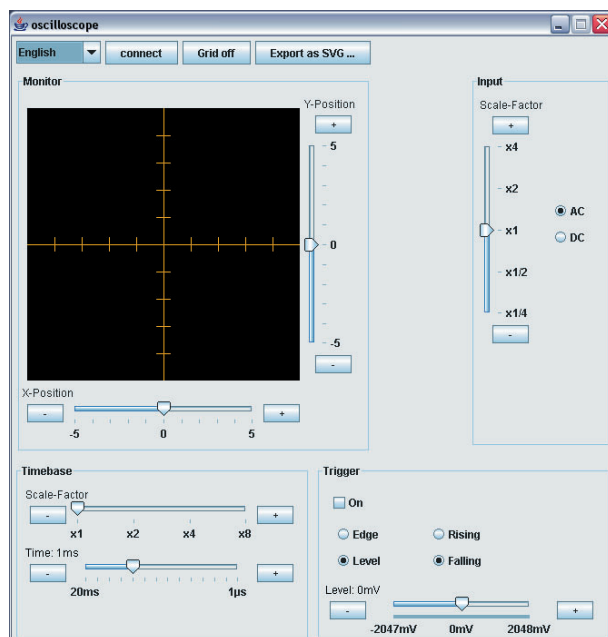 oscilloscope
English
connect
Grid off
Export as SVG ...
Monitor
Y-Position
+
5
0
-5
-
X-Position
-
+
-5 0 5
Input
Scale-Factor
+
x4
x2
x1
x1/2
x1/4
-
AC
DC
Timebase
Scale-Factor
-
+
x1 x2 x4 x8
Time: 1ms
-
+
20ms 1µs
Trigger
On
Edge Rising
Level Falling
Level: 0mV
-
+
-2047mV 0mV 2048mV